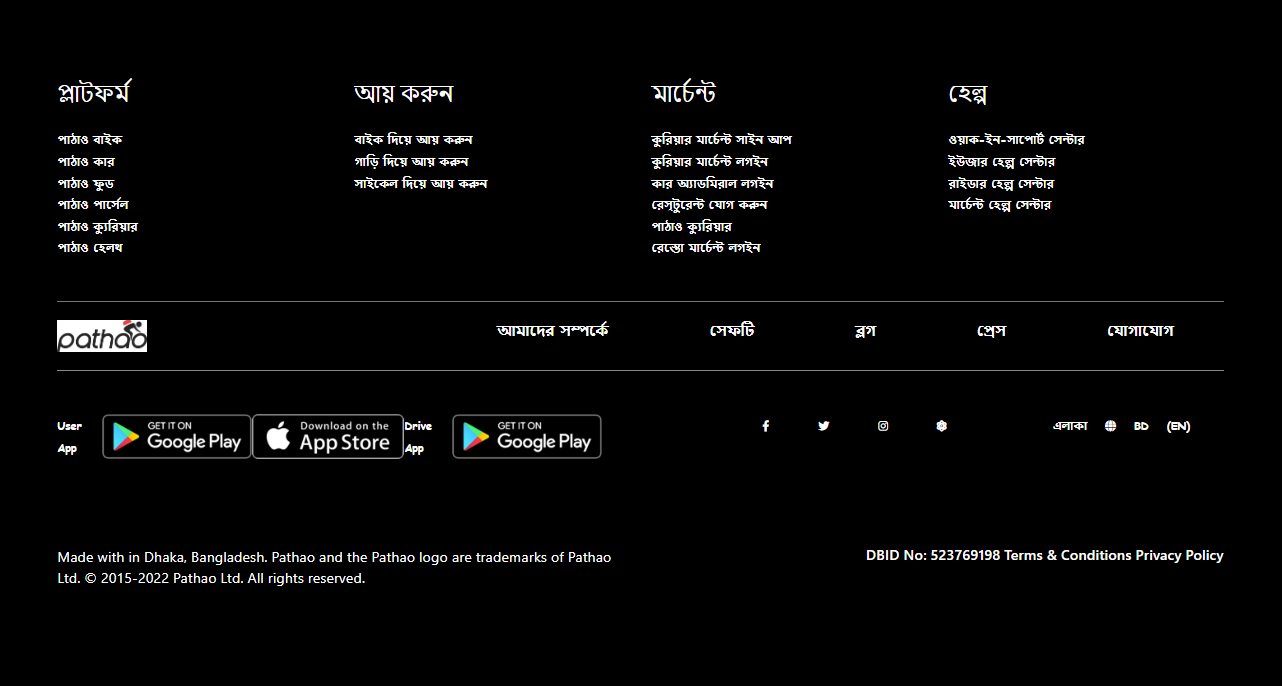 প্লাটফর্ম
পাঠাও বাইক
পাঠাও কার
পাঠাও ফুড
পাঠাও পার্সেল
পাঠাও ক্যুরিয়ার
পাঠাও হেলথ
আয় করুন
বাইক দিয়ে আয় করুন
গাড়ি দিয়ে আয় করুন
সাইকেল দিয়ে আয় করুন
মার্চেন্ট
কুরিয়ার মার্চেন্ট সাইন আপ
কুরিয়ার মার্চেন্ট লগইন
কার অ্যাডমিরাল লগইন
রেস্টুরেন্ট যোগ করুন
পাঠাও ক্যুরিয়ার
রেস্তো মার্চেন্ট লগইন
হেল্প
ওয়াক-ইন-সাপোর্ট সেন্টার
ইউজার হেল্প সেন্টার
রাইডার হেল্প সেন্টার
মার্চেন্ট হেল্প সেন্টার
pathao
আমাদের সম্পর্কে
সেফটি
ব্লগ
প্রেস
যোগাযোগ
User
App
GET IT ON
Google Play
Download on the
App Store
Drive
App
GET IT ON
Google Play
এলাকা
BD
(EN)
Made with in Dhaka, Bangladesh. Pathao and the Pathao logo are trademarks of Pathao
Ltd. © 2015-2022 Pathao Ltd. All rights reserved.
DBID No: 523769198 Terms & Conditions Privacy Policy